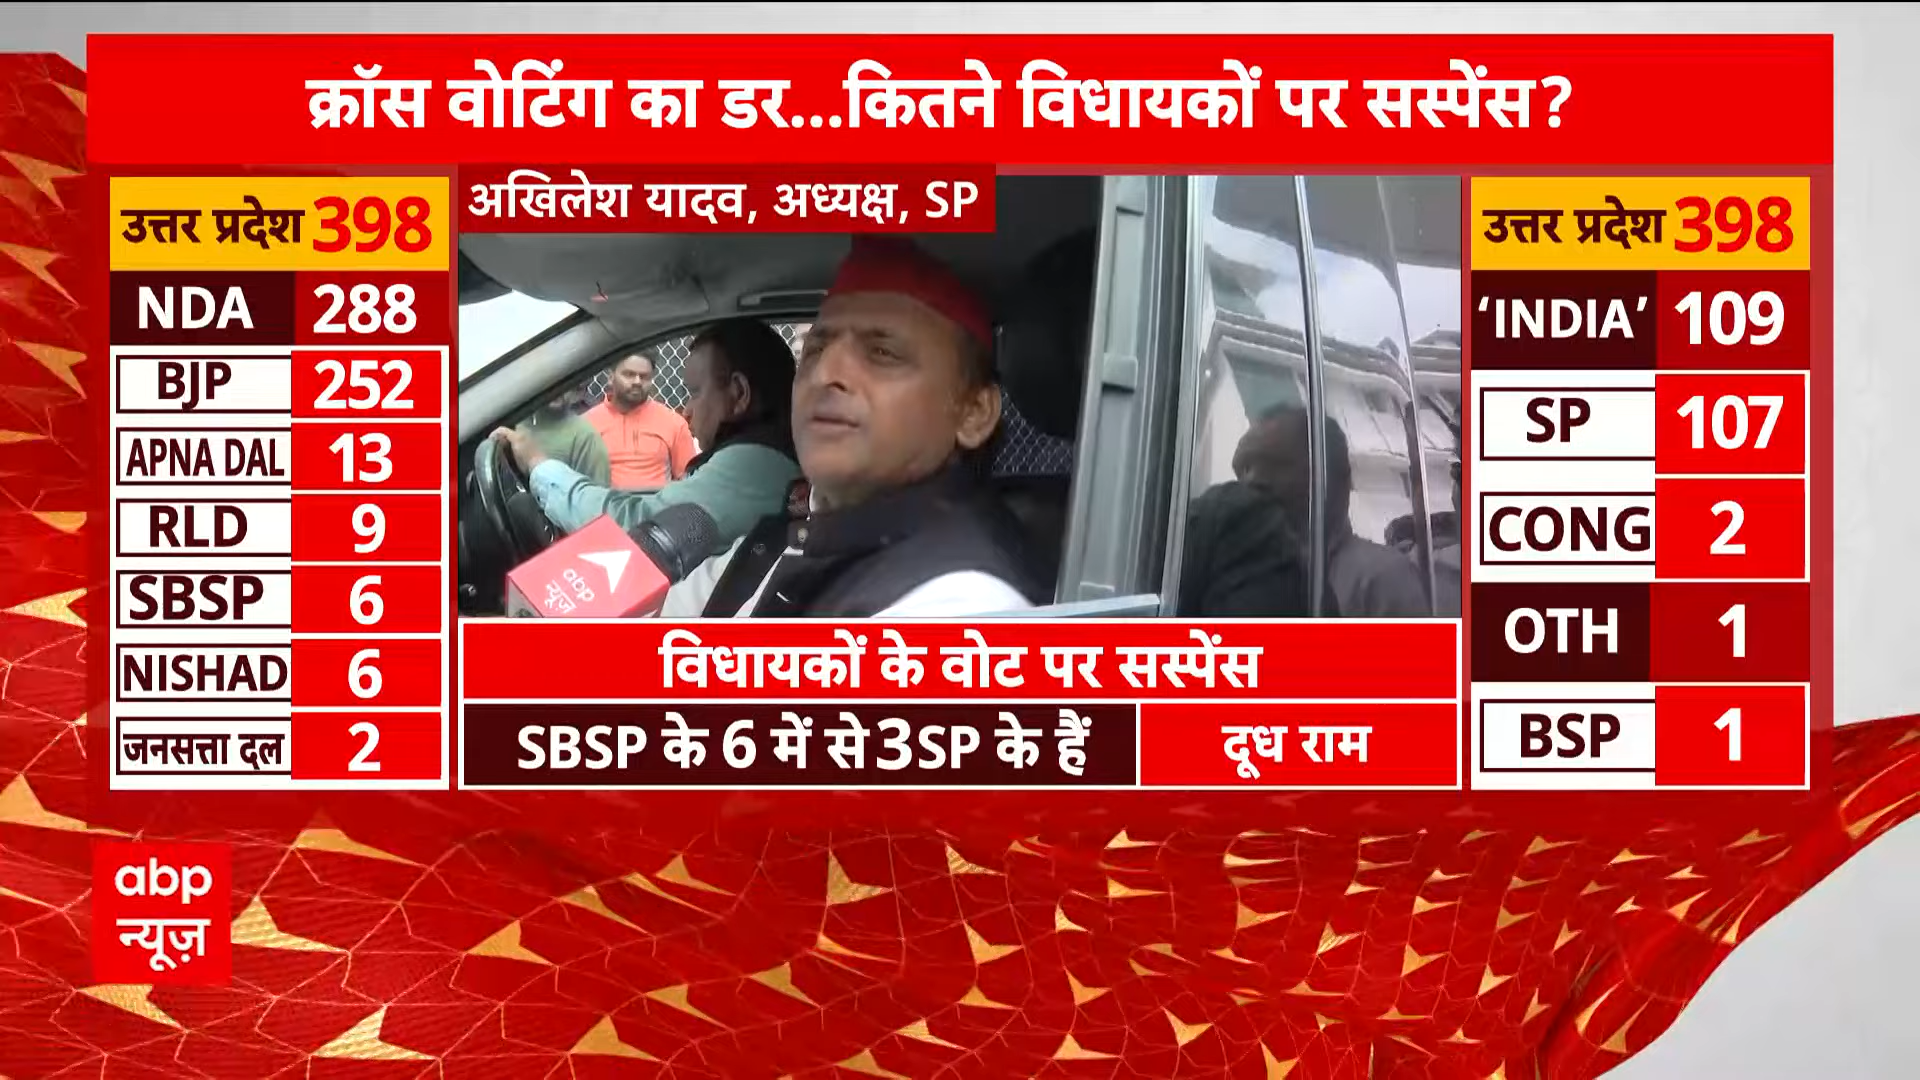 क्रॉस वोटिंग का डर...कितने विधायकों पर सस्पेंस?
उत्तर प्रदेश 398
NDA 288
BJP 252
APNA DAL 13
RLD 9
SBSP 6
NISHAD 6
जनसत्ता दल 2
अखिलेश यादव, अध्यक्ष, SP
abp
न्यूज़
विधायकों के वोट पर सस्पेंस
SBSP के 6 में से 3 SP के हैं
दूध राम
उत्तर प्रदेश 398
‘INDIA’ 109
SP 107
CONG 2
OTH 1
BSP 1
abp
न्यूज़